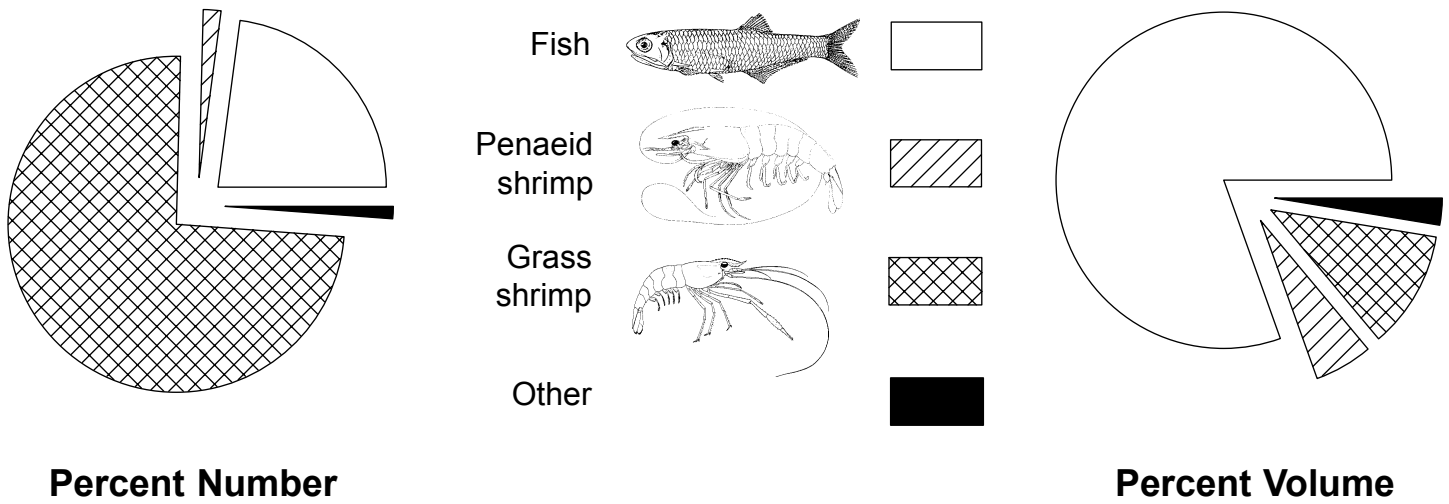 Fish
Penaeid
shrimp
Grass
shrimp
Other
Percent Number
Percent Volume